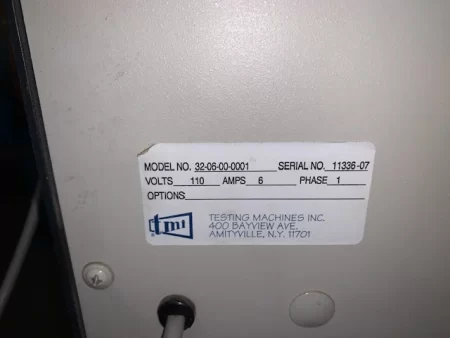 MODEL NO. 32-06-00-0001 SERIAL NO. 11336-07
VOLTS 110 AMPS 6 PHASE 1
OPTIONS
tmi
TESTING MACHINES INC.
400 BAYVIEW AVE.
AMITYVILLE, N.Y. 11701